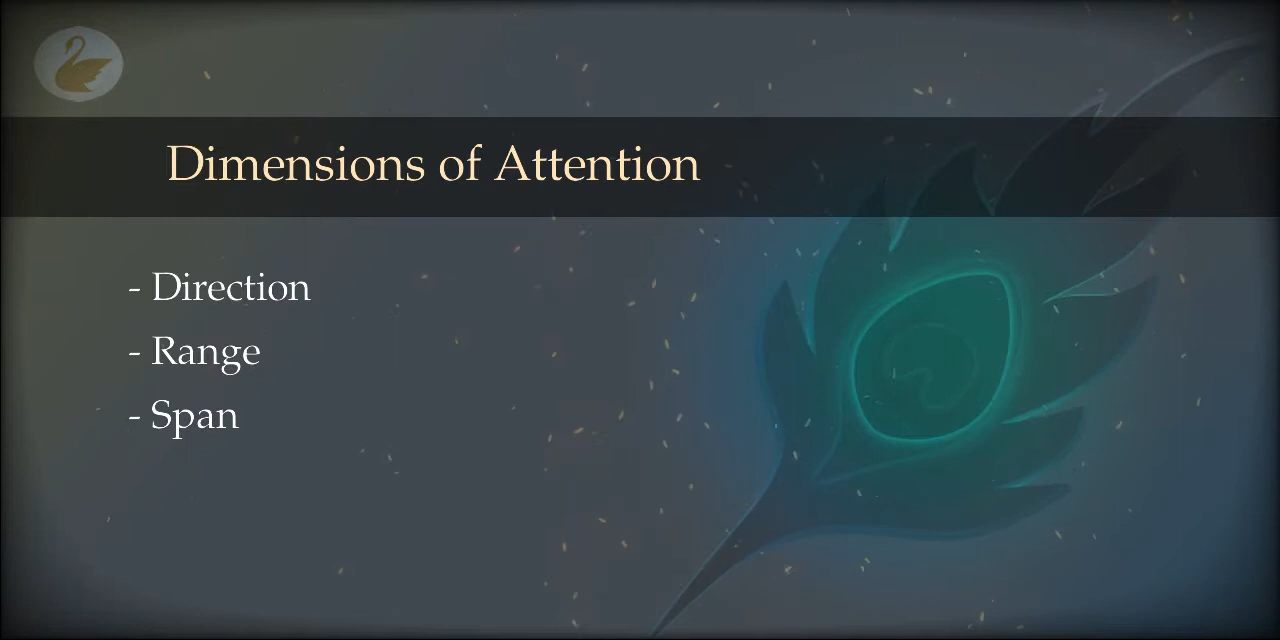 Dimensions of Attention
- Direction
- Range
- Span